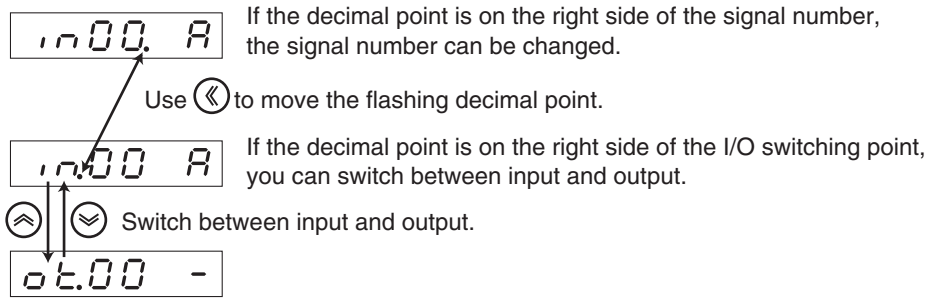 in00. A
If the decimal point is on the right side of the signal number,
the signal number can be changed.
Use to move the flashing decimal point.
in.00 A
If the decimal point is on the right side of the I/O switching point,
you can switch between input and output.
Switch between input and output.
ot.00 -